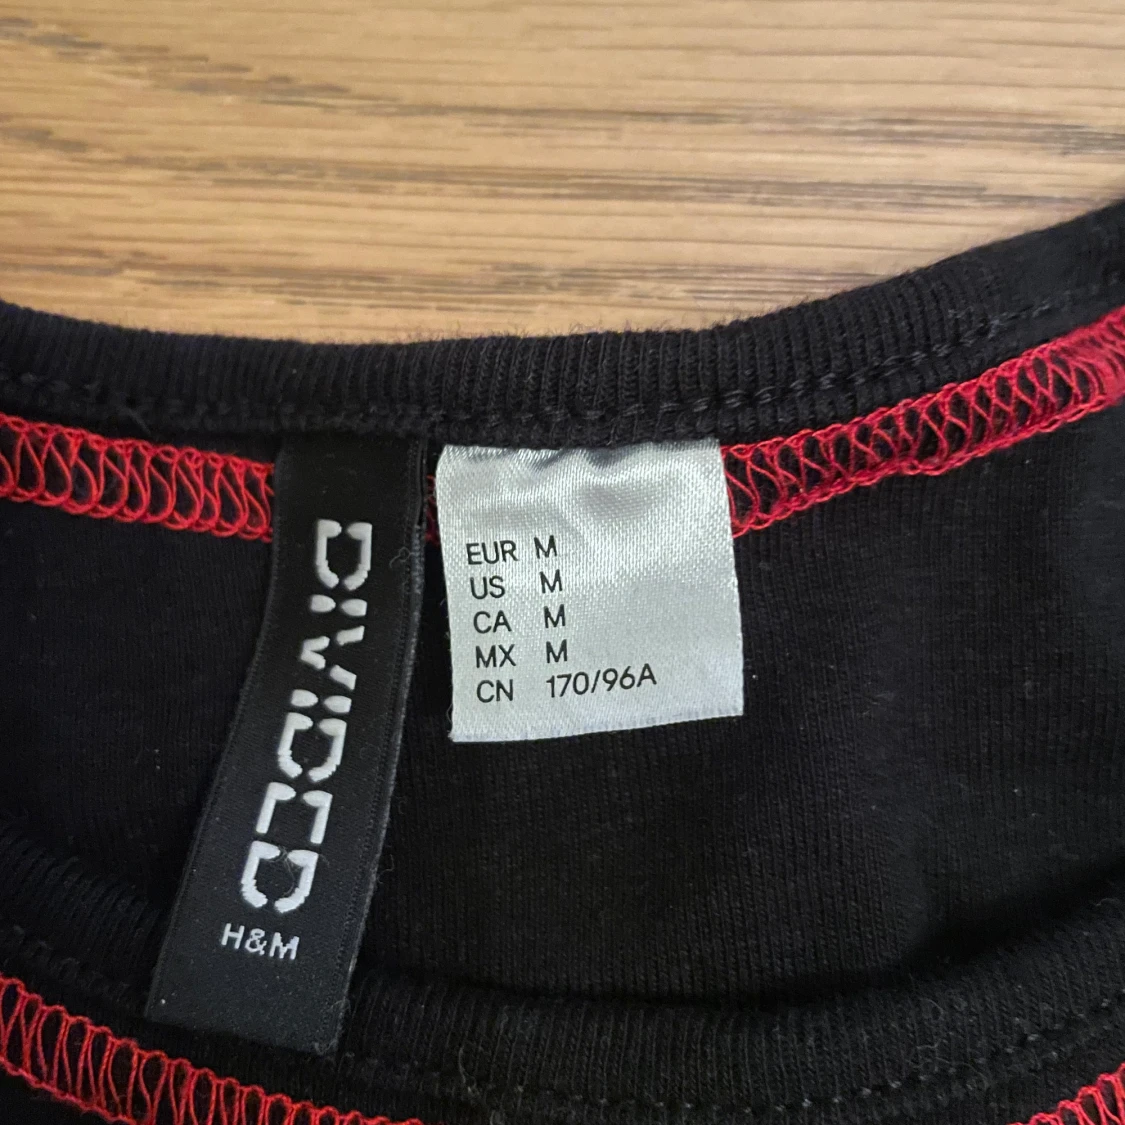 DIVIDED
H&M
EUR M
US M
CA M
MX M
CN 170/96A